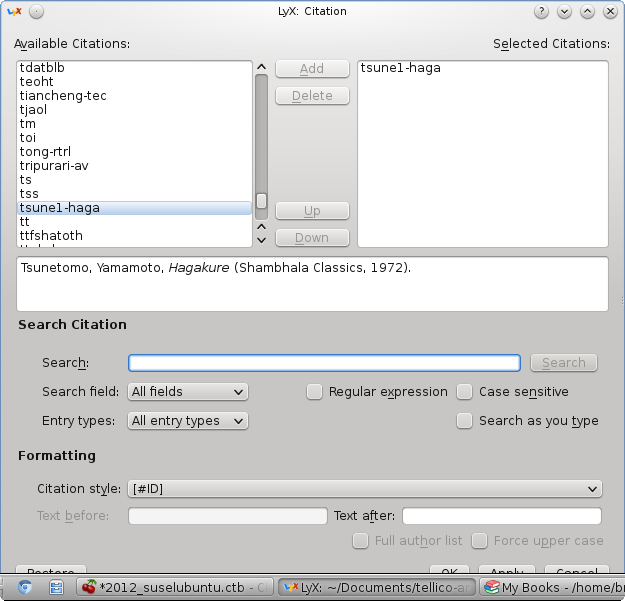 LyX: Citation
Available Citations:
Selected Citations:
tdatblb
teoht
tiancheng-tec
tjaol
tm
toi
tong-rtrl
tripurari-av
ts
tss
tsune1-haga
tt
ttfshatoth
Add
Delete
Up
Down
tsune1-haga
Tsunetomo, Yamamoto, Hagakure (Shambhala Classics, 1972).
Search Citation
Search:
Search
Search field: All fields
Regular expression
Case sensitive
Entry types: All entry types
Search as you type
Formatting
Citation style: [#ID]
Text before:
Text after:
Full author list
Force upper case
Restore
OK
Apply
Cancel
*2012_suselubuntu.ctb - C
LyX: ~/Documents/tellico-ar
My Books - /home/br